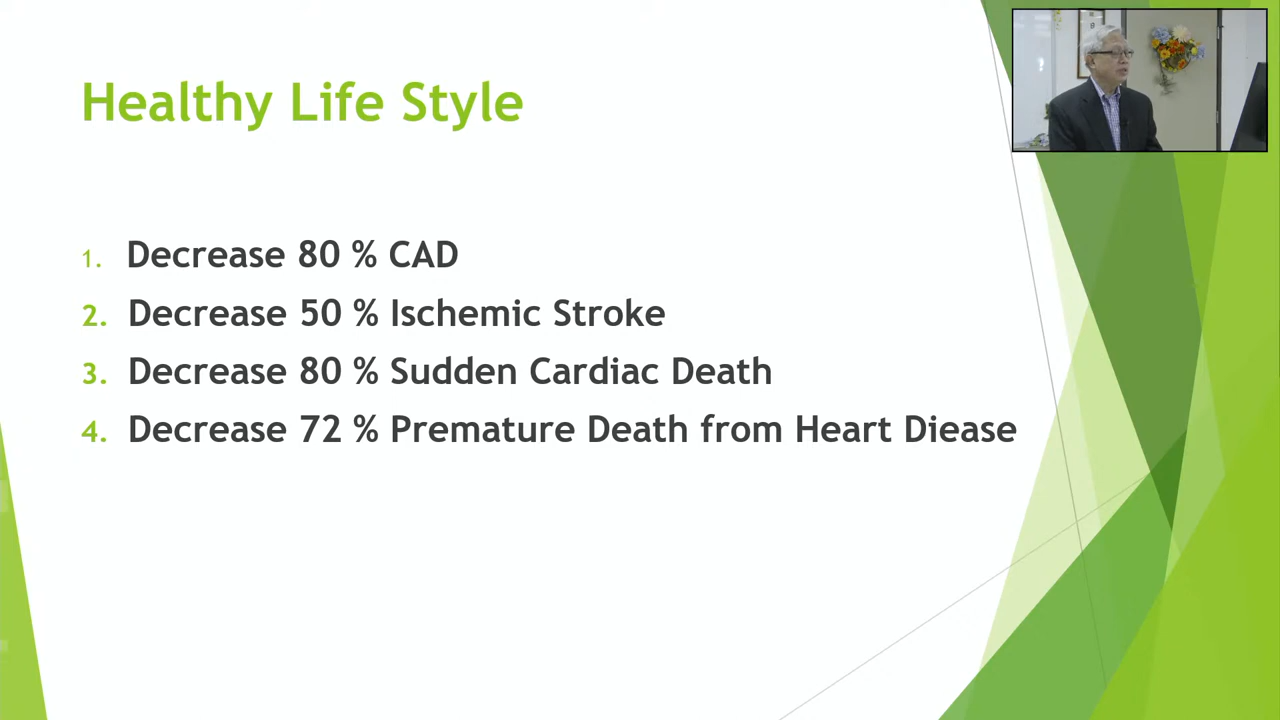 Healthy Life Style
1. Decrease 80 % CAD
2. Decrease 50 % Ischemic Stroke
3. Decrease 80 % Sudden Cardiac Death
4. Decrease 72 % Premature Death from Heart Diease